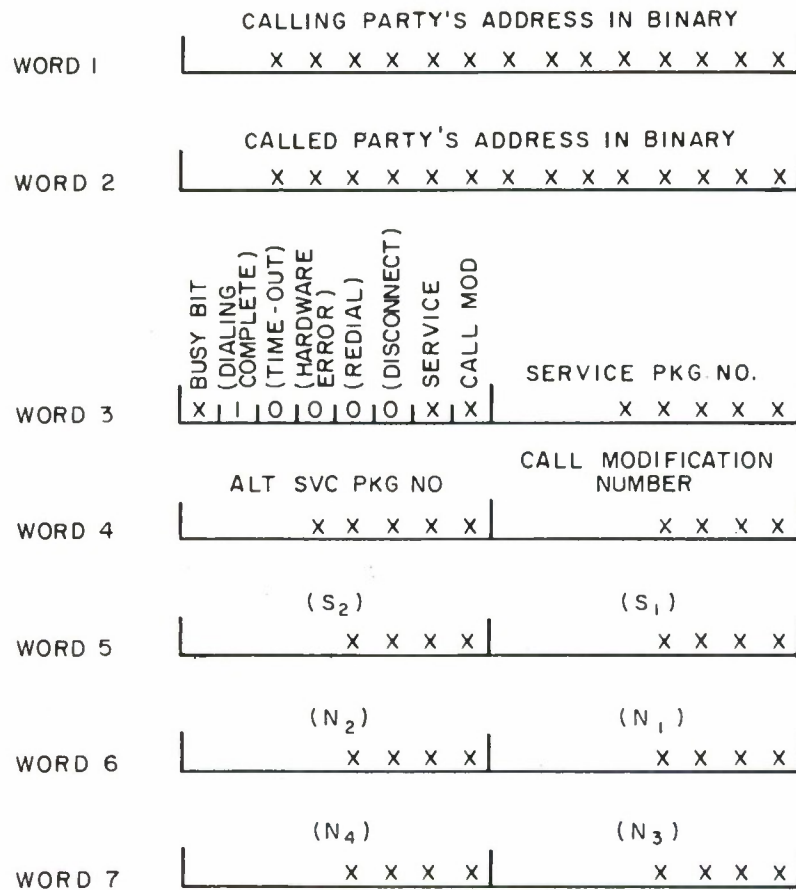 CALLING PARTY'S ADDRESS IN BINARY
WORD 1 X X X X X X X X X X X X X X
CALLED PARTY'S ADDRESS IN BINARY
WORD 2 X X X X X X X X X X X X X X
BUSY BIT
(DIALING COMPLETE)
(TIME-OUT)
(HARDWARE ERROR)
(REDIAL)
(DISCONNECT)
SERVICE
CALL MOD
SERVICE PKG NO.
WORD 3 X 1 0 0 0 0 X X X X X X X
ALT SVC PKG NO
CALL MODIFICATION
NUMBER
WORD 4 X X X X X X X X X
(S2) (S1)
WORD 5 X X X X X X X X
(N2) (N1)
WORD 6 X X X X X X X X
(N4) (N3)
WORD 7 X X X X X X X X